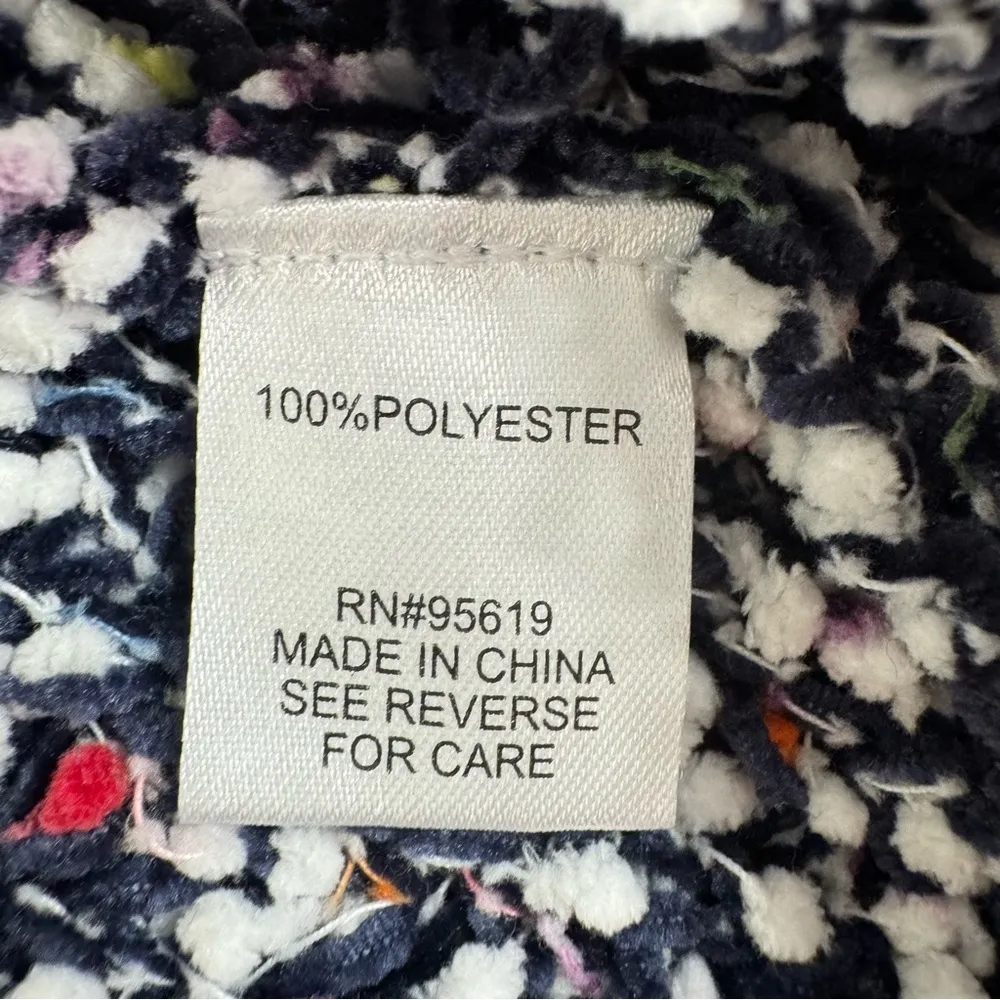 100%POLYESTER
RN#95619
MADE IN CHINA
SEE REVERSE
FOR CARE